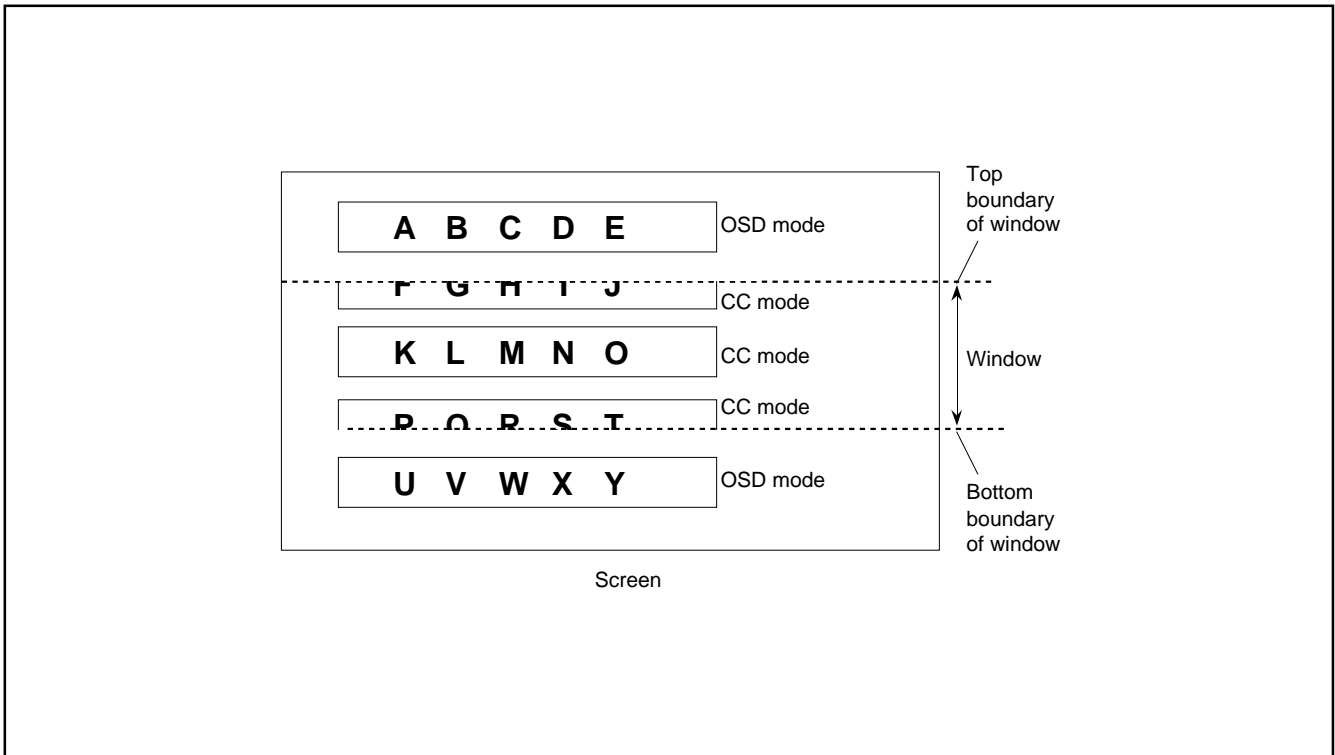 Top
boundary
of window
A B C D E
OSD mode
F G H I J
CC mode
K L M N O
CC mode
Window
CC mode
P Q R S T
U V W X Y
OSD mode
Bottom
boundary
of window
Screen